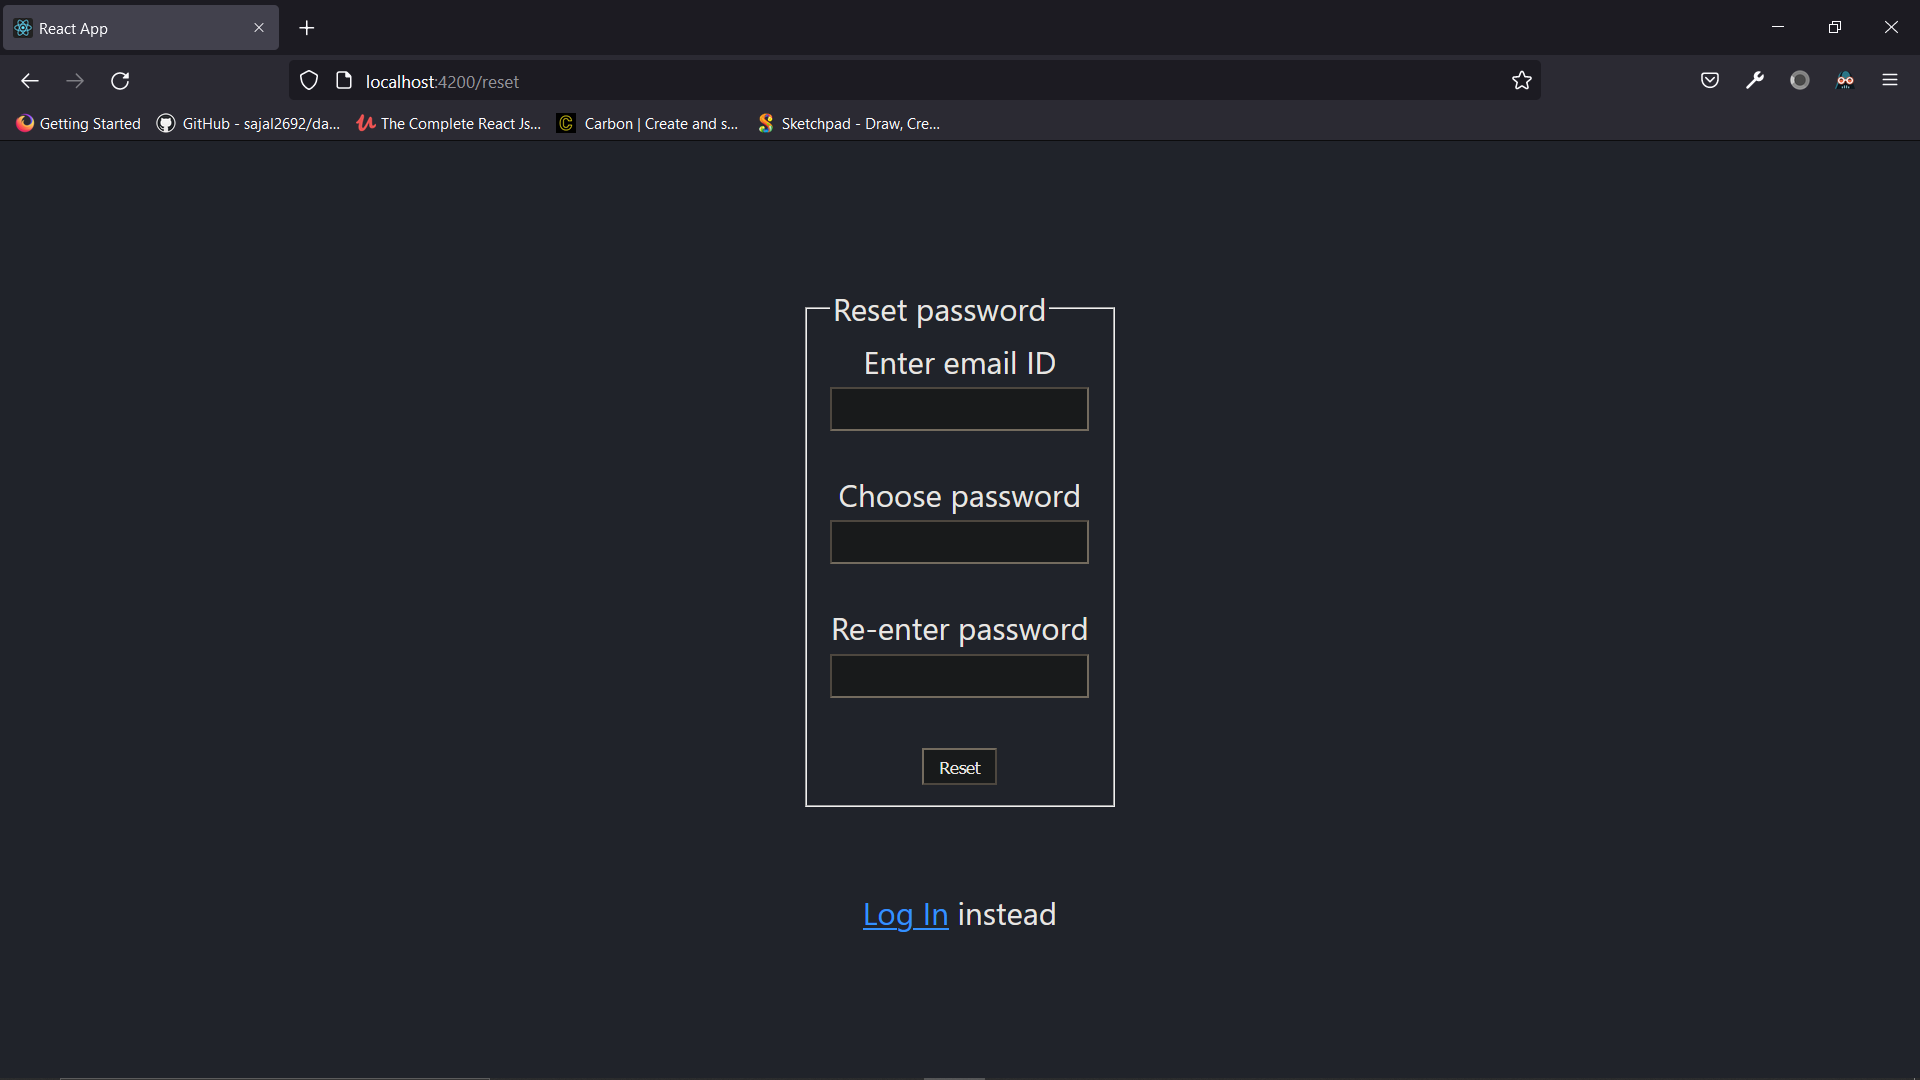 React App
localhost:4200/reset
Getting Started GitHub - sajal2692/da... The Complete React Js... Carbon | Create and s... Sketchpad - Draw, Cre...
Reset password
Enter email ID
Choose password
Re-enter password
Reset
Log In instead